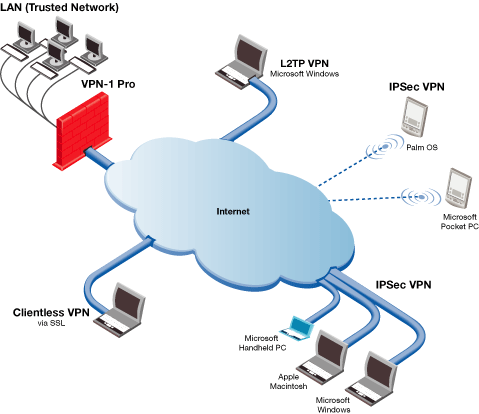 LAN (Trusted Network)
VPN-1 Pro
L2TP VPN
Microsoft Windows
IPSec VPN
Palm OS
Microsoft
Pocket PC
Internet
IPSec VPN
Clientless VPN
via SSL
Microsoft
Handheld PC
Apple
Macintosh
Microsoft
Windows